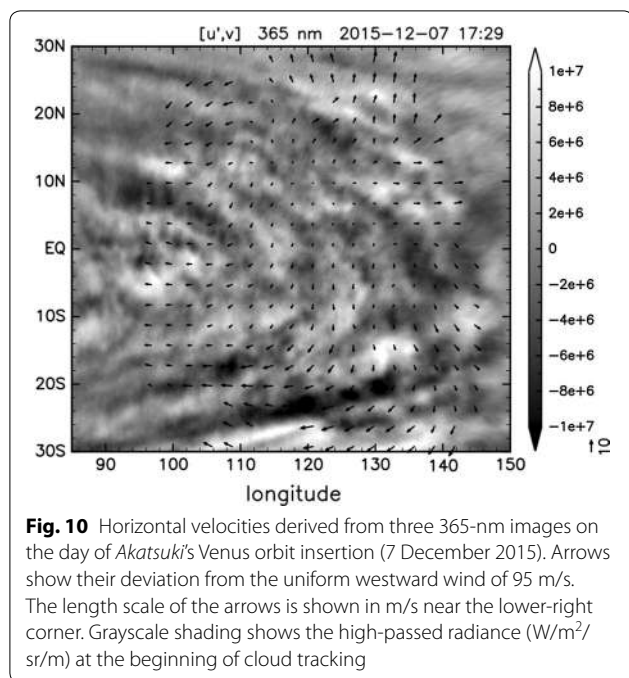 [u',v] 365 nm 2015-12-07 17:29
30N
20N
10N
EQ
10S
20S
30S
90 100 110 120 130 140 150
longitude
1e+7
8e+6
6e+6
4e+6
2e+6
0
−2e+6
−4e+6
−6e+6
−8e+6
−1e+7
10
Fig. 10 Horizontal velocities derived from three 365-nm images on
the day of Akatsuki's Venus orbit insertion (7 December 2015). Arrows
show their deviation from the uniform westward wind of 95 m/s.
The length scale of the arrows is shown in m/s near the lower-right
corner. Grayscale shading shows the high-passed radiance (W/m²/
sr/m) at the beginning of cloud tracking